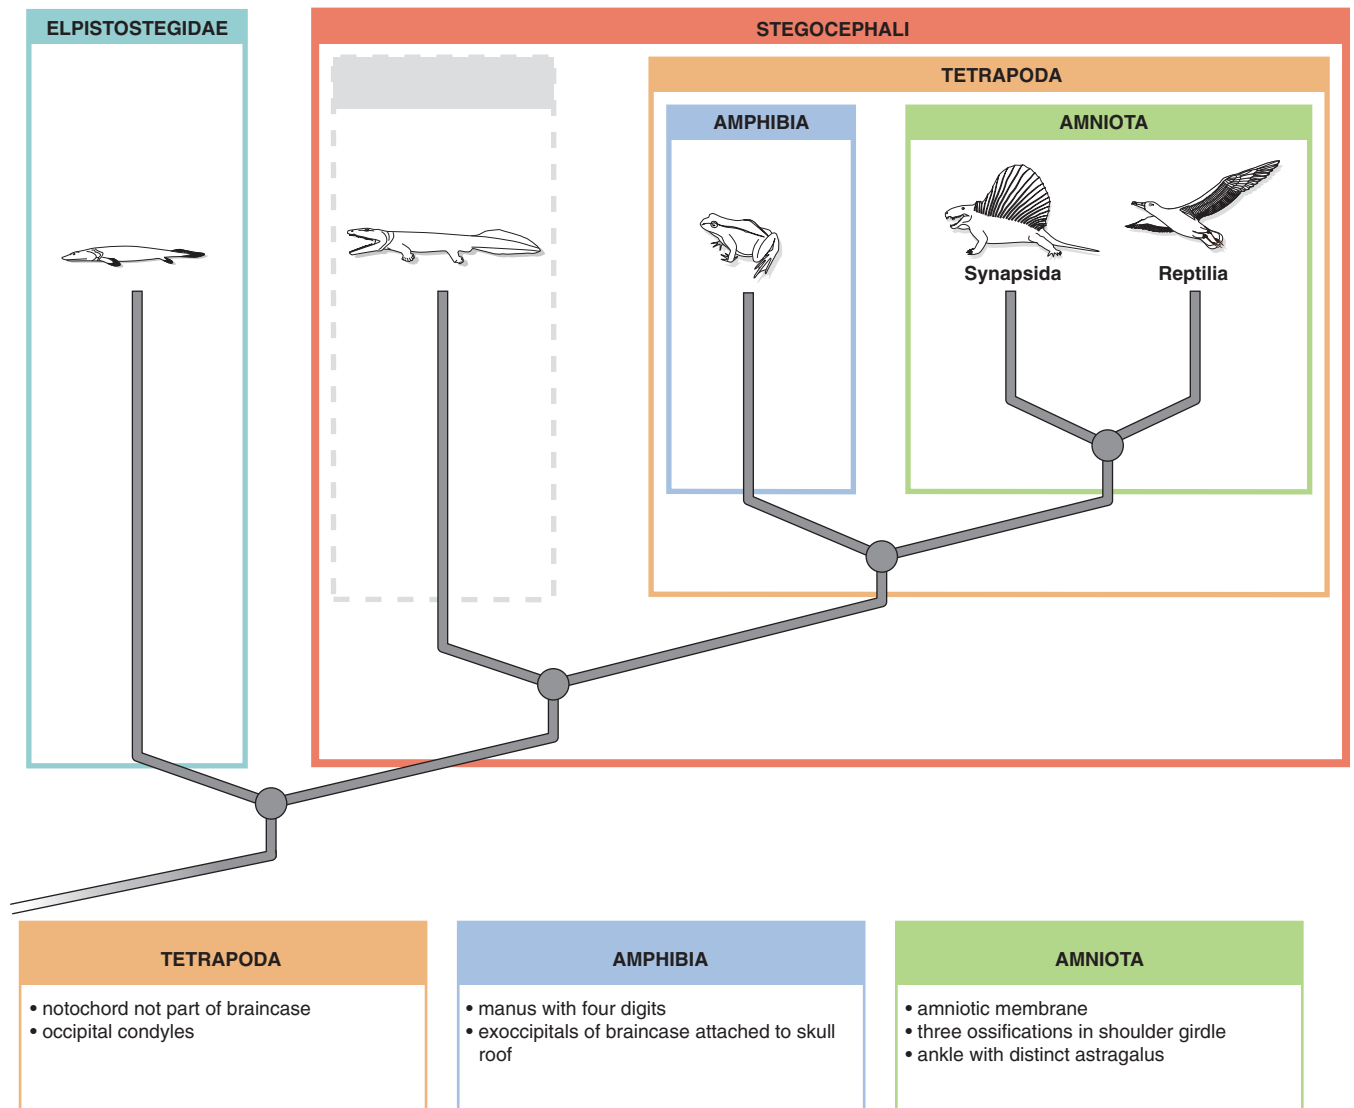 ELPISTOSTEGIDAE
STEGOCEPHALI
TETRAPODA
AMPHIBIA
AMNIOTA
Synapsida
Reptilia
TETRAPODA
• notochord not part of braincase
• occipital condyles
AMPHIBIA
• manus with four digits
• exoccipitals of braincase attached to skull
roof
AMNIOTA
• amniotic membrane
• three ossifications in shoulder girdle
• ankle with distinct astragalus